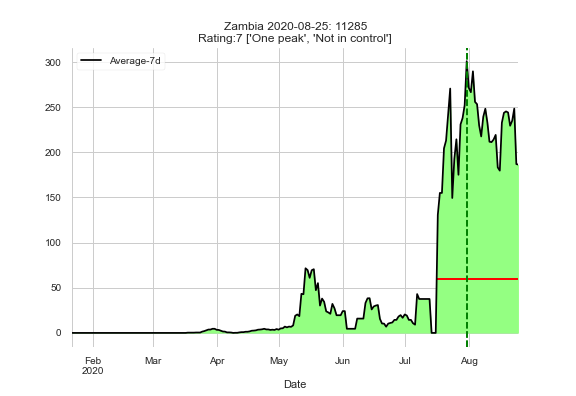 Zambia 2020-08-25: 11285
Rating:7 ['One peak', 'Not in control']
Average-7d
300
250
200
150
100
50
0
Feb Mar Apr May Jun Jul Aug
2020
Date